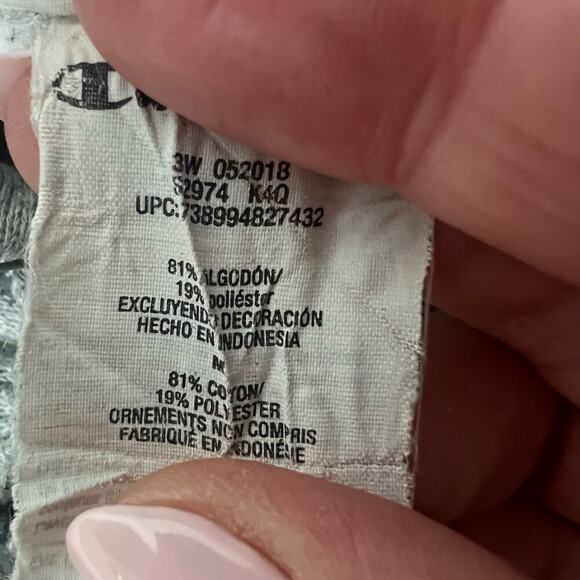 3W 052018
S2974 K4Q
UPC:738994827432
81% ALGODÓN/
19% poliéster
EXCLUYENDO DECORACIÓN
HECHO EN INDONESIA
81% COTON/
19% POLYESTER
ORNEMENTS NON COMPRIS
FABRIQUÉ EN INDONÉSIE